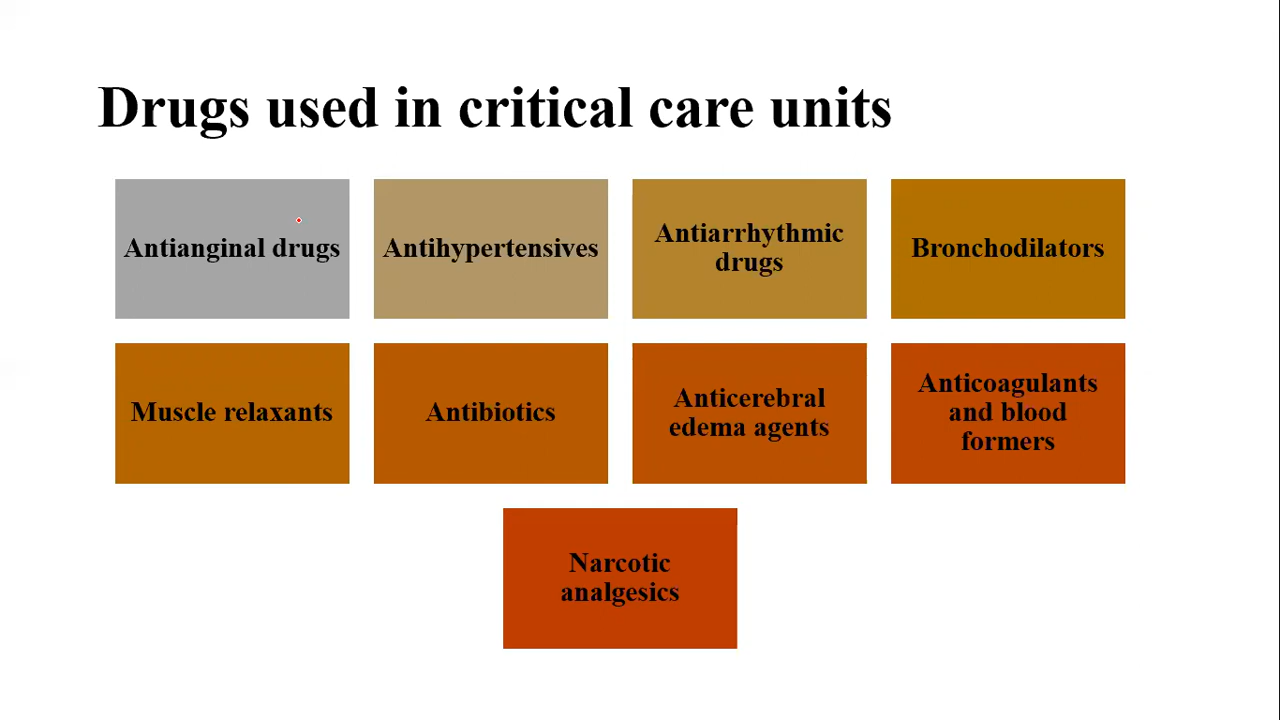 Drugs used in critical care units
Antianginal drugs
Antihypertensives
Antiarrhythmic
drugs
Bronchodilators
Muscle relaxants
Antibiotics
Anticerebral
edema agents
Anticoagulants
and blood
formers
Narcotic
analgesics